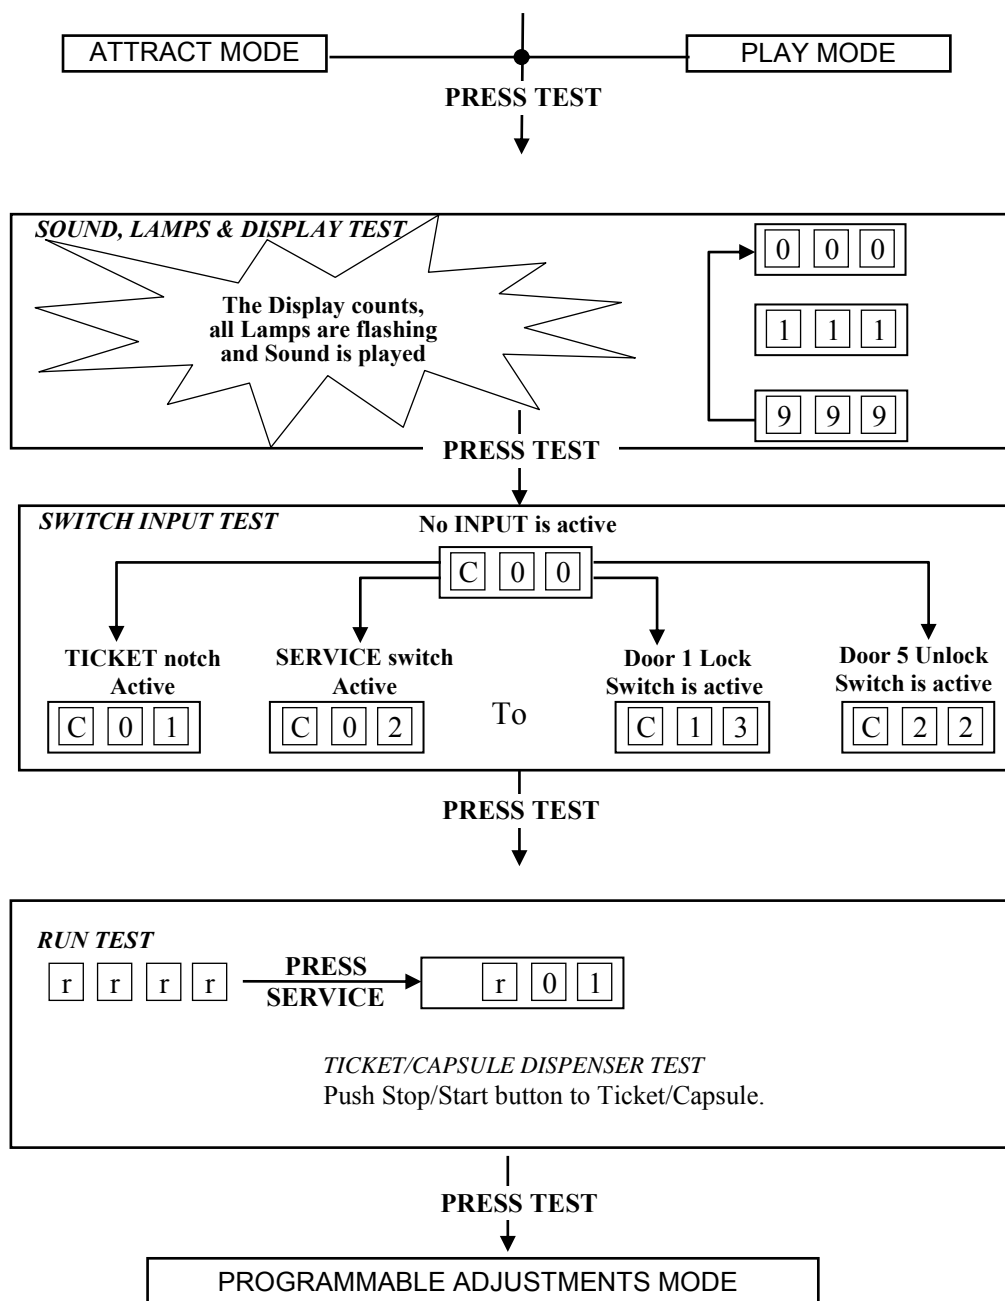 ATTRACT MODE
PLAY MODE
PRESS TEST
SOUND, LAMPS & DISPLAY TEST
The Display counts,
all Lamps are flashing
and Sound is played
0 0 0
1 1 1
9 9 9
PRESS TEST
SWITCH INPUT TEST
No INPUT is active
C 0 0
TICKET notch
Active
C 0 1
SERVICE switch
Active
C 0 2
To
Door 1 Lock
Switch is active
C 1 3
Door 5 Unlock
Switch is active
C 2 2
PRESS TEST
RUN TEST
r r r r
PRESS
SERVICE
r 0 1
TICKET/CAPSULE DISPENSER TEST
Push Stop/Start button to Ticket/Capsule.
PRESS TEST
PROGRAMMABLE ADJUSTMENTS MODE